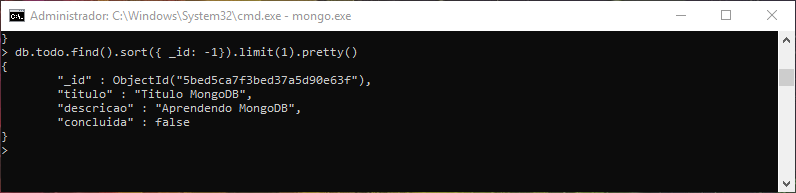 Administrador: C:\Windows\System32\cmd.exe - mongo.exe
}
> db.todo.find().sort({ _id: -1}).limit(1).pretty()
{
        "_id" : ObjectId("5bed5ca7f3bed37a5d90e63f"),
        "titulo" : "Titulo MongoDB",
        "descricao" : "Aprendendo MongoDB",
        "concluida" : false
}
>